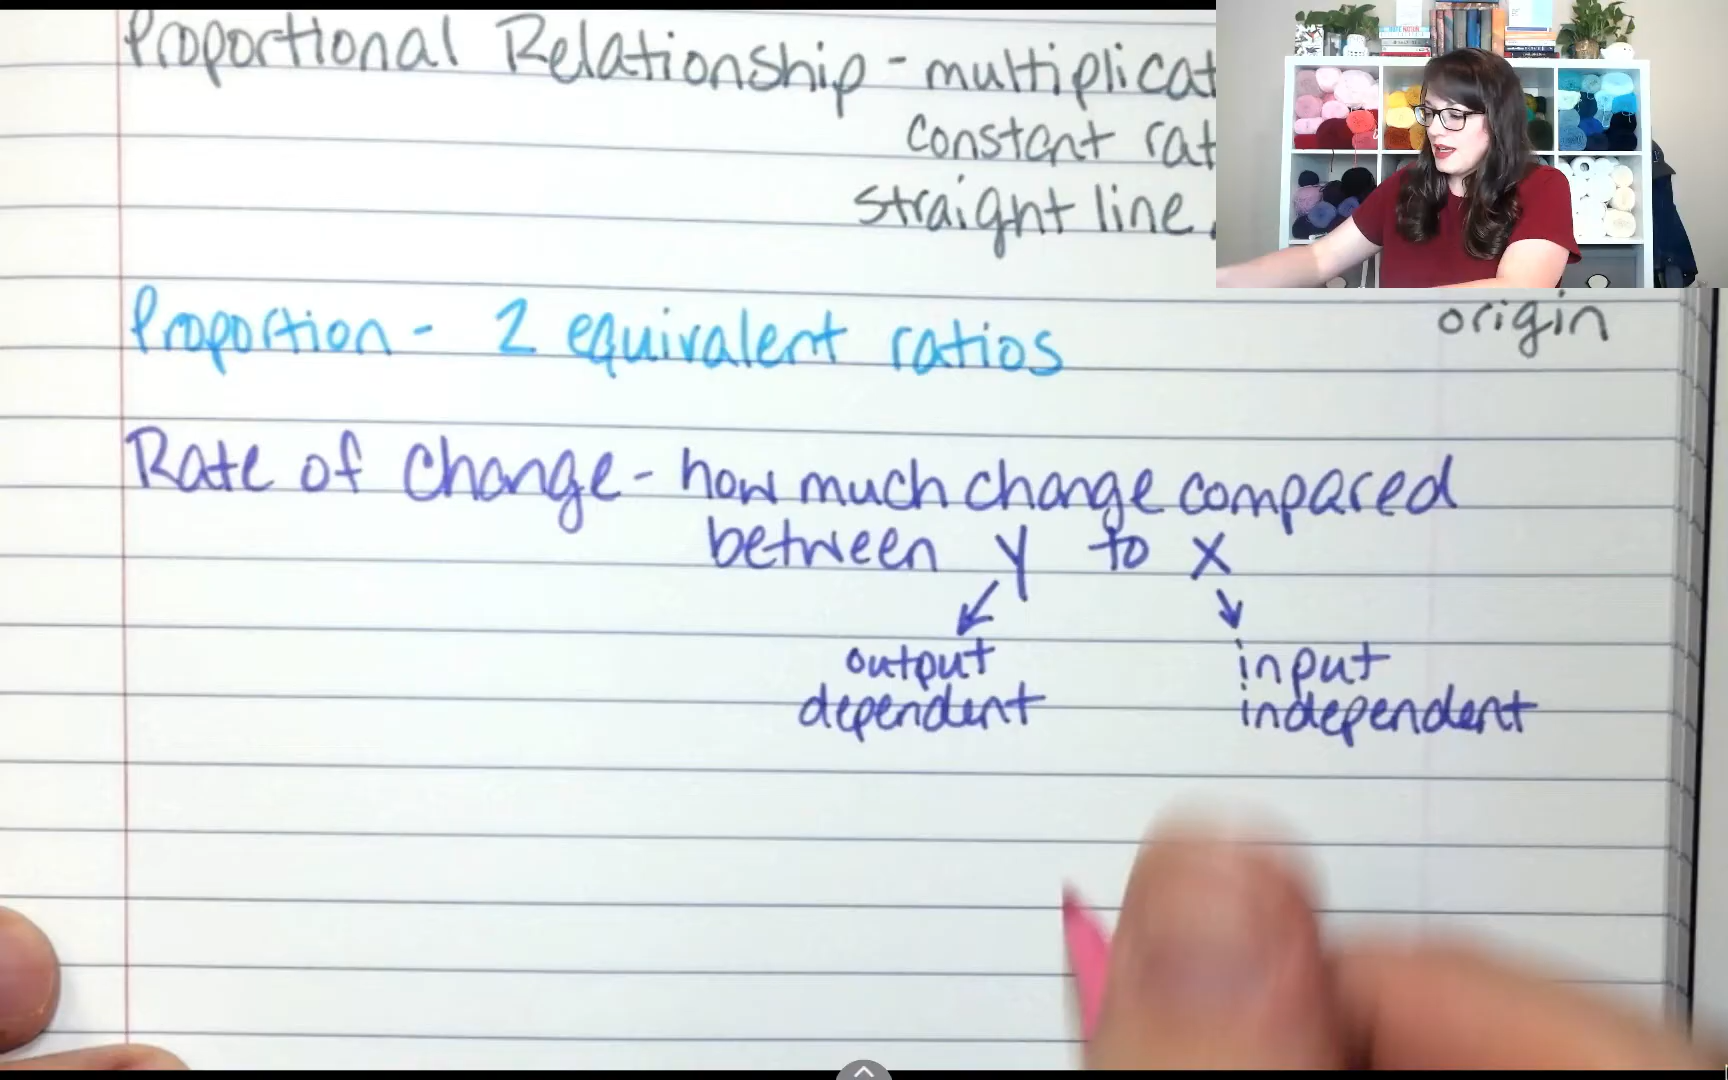 Proportional Relationship - multiplicat
constant rat
straight line
origin
Proportion - 2 equivalent ratios
Rate of Change - how much change compared
between y to x
output input
dependent independent